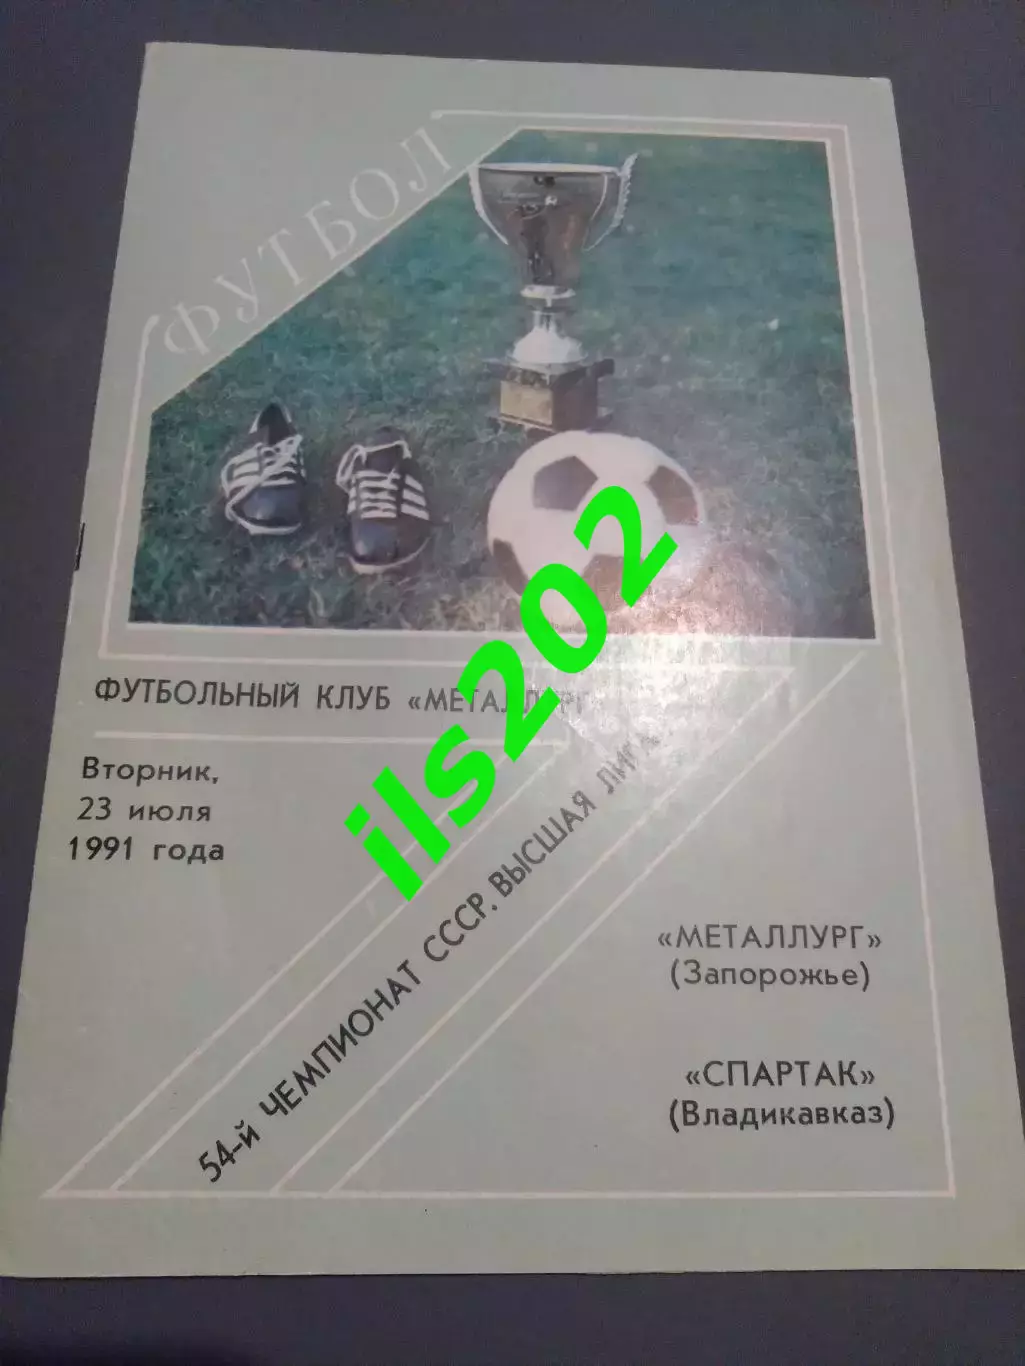 ФУТБОЛ
ФУТБОЛЬНЫЙ КЛУБ «МЕТАЛЛУРГ»
Вторник,
23 июля
1991 года
54-й ЧЕМПИОНАТ СССР. ВЫСШАЯ ЛИГА
«МЕТАЛЛУРГ»
(Запорожье)
«СПАРТАК»
(Владикавказ)
ils202